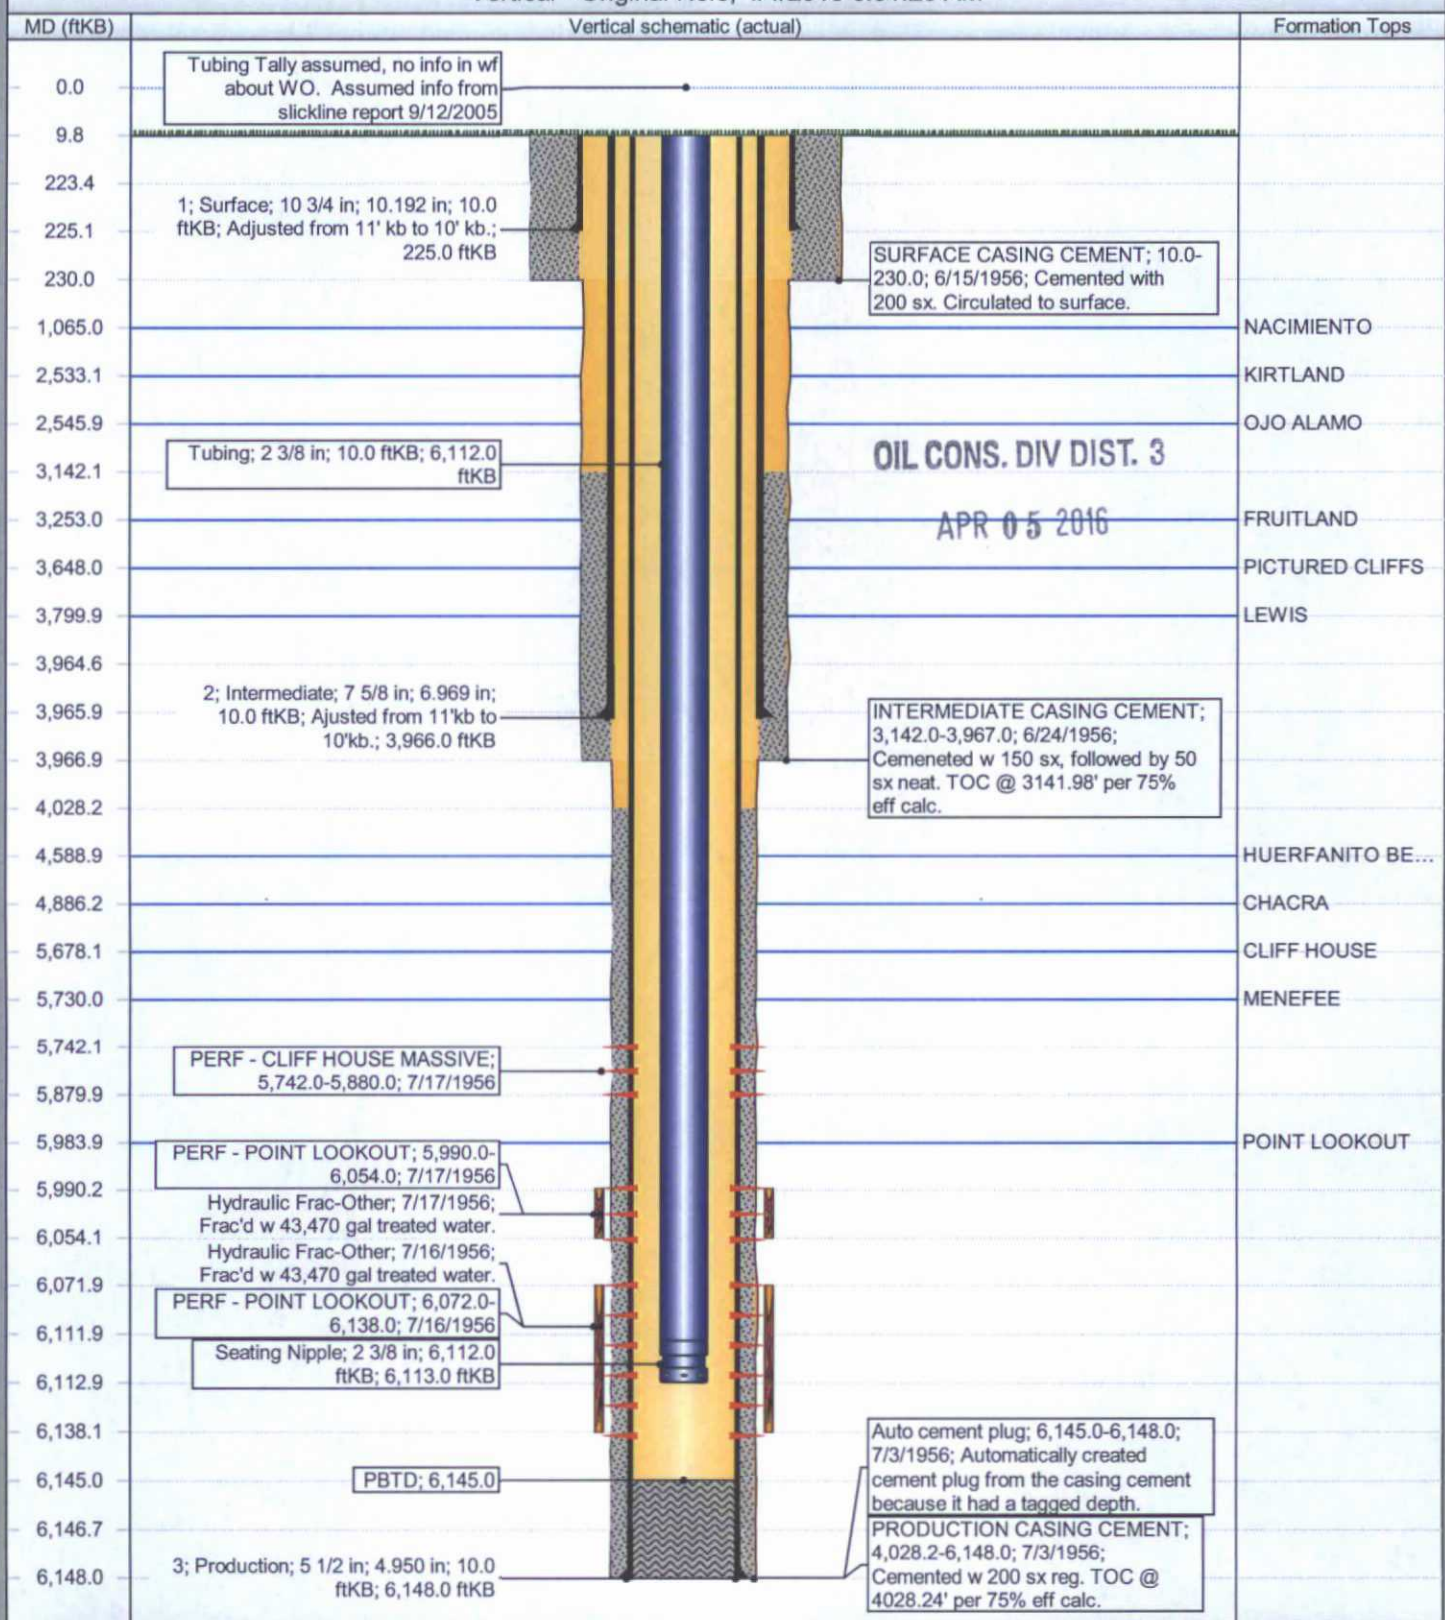 MD (ftKB)
Vertical schematic (actual)
Formation Tops
Tubing Tally assumed, no info in wf
about WO. Assumed info from
slickline report 9/12/2005
0.0
9.8
223.4
1; Surface; 10 3/4 in; 10.192 in; 10.0
ftKB; Adjusted from 11' kb to 10' kb.;
225.0 ftKB
225.1
SURFACE CASING CEMENT; 10.0-
230.0; 6/15/1956; Cemented with
200 sx. Circulated to surface.
230.0
1,065.0
NACIMIENTO
2,533.1
KIRTLAND
2,545.9
OJO ALAMO
Tubing; 2 3/8 in; 10.0 ftKB; 6,112.0
ftKB
OIL CONS. DIV DIST. 3
3,142.1
APR 05 2016
3,253.0
FRUITLAND
3,648.0
PICTURED CLIFFS
3,799.9
LEWIS
3,964.6
2; Intermediate; 7 5/8 in; 6.969 in;
10.0 ftKB; Ajusted from 11'kb to
10'kb.; 3,966.0 ftKB
3,965.9
INTERMEDIATE CASING CEMENT;
3,142.0-3,967.0; 6/24/1956;
Cemeneted w 150 sx, followed by 50
sx neat. TOC @ 3141.98' per 75%
eff calc.
3,966.9
4,028.2
4,588.9
HUERFANITO BE...
4,886.2
CHACRA
5,678.1
CLIFF HOUSE
5,730.0
MENEFEE
5,742.1
PERF - CLIFF HOUSE MASSIVE;
5,742.0-5,880.0; 7/17/1956
5,879.9
5,983.9
POINT LOOKOUT
PERF - POINT LOOKOUT; 5,990.0-
6,054.0; 7/17/1956
5,990.2
Hydraulic Frac-Other; 7/17/1956;
Frac'd w 43,470 gal treated water.
6,054.1
Hydraulic Frac-Other; 7/16/1956;
Frac'd w 43,470 gal treated water.
6,071.9
PERF - POINT LOOKOUT; 6,072.0-
6,138.0; 7/16/1956
6,111.9
Seating Nipple; 2 3/8 in; 6,112.0
ftKB; 6,113.0 ftKB
6,112.9
6,138.1
Auto cement plug; 6,145.0-6,148.0;
7/3/1956; Automatically created
cement plug from the casing cement
because it had a tagged depth.
PBTD; 6,145.0
6,145.0
6,146.7
PRODUCTION CASING CEMENT;
4,028.2-6,148.0; 7/3/1956;
Cemented w 200 sx reg. TOC @
4028.24' per 75% eff calc.
3; Production; 5 1/2 in; 4.950 in; 10.0
ftKB; 6,148.0 ftKB
6,148.0